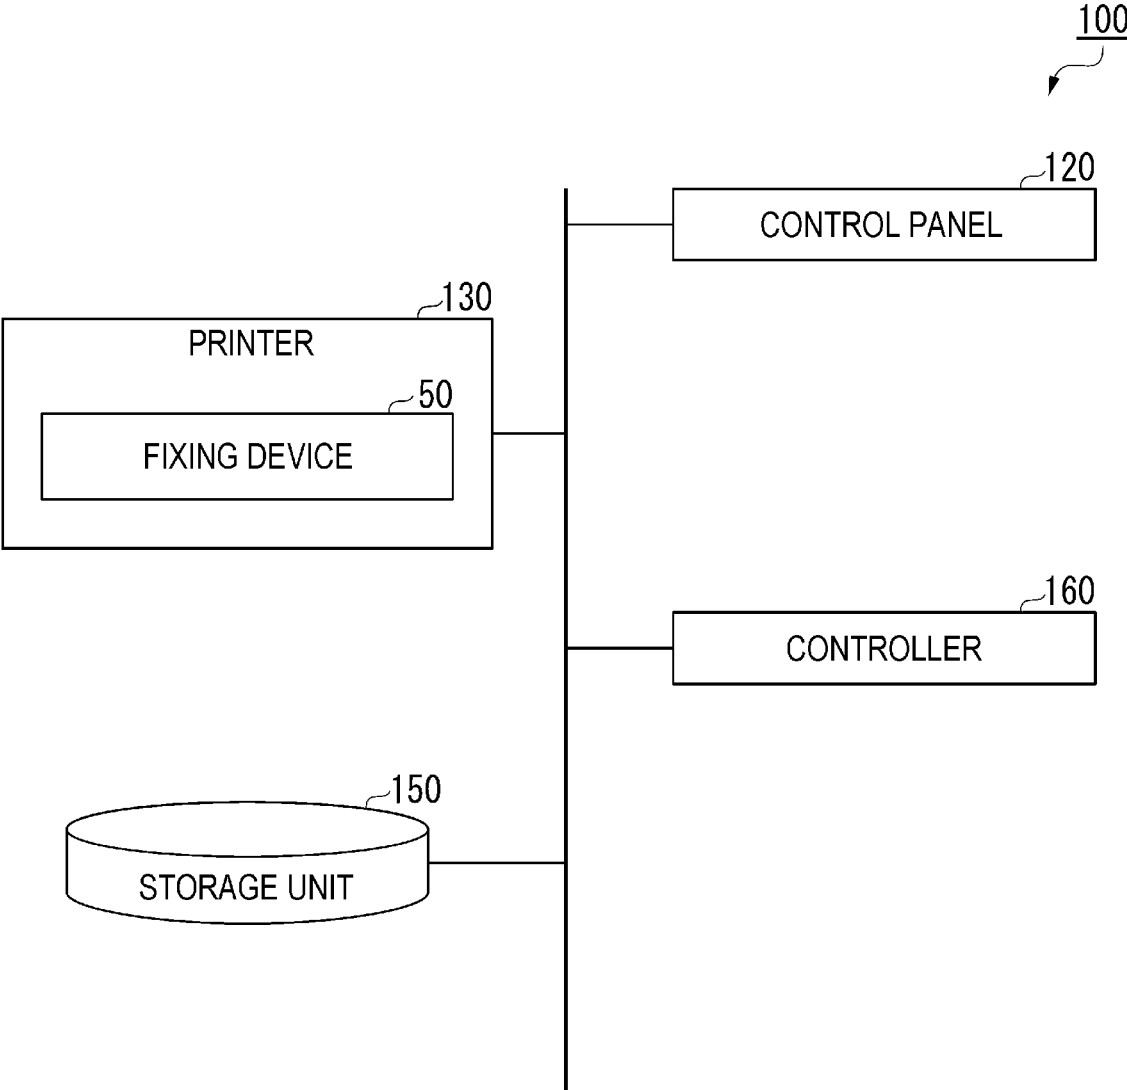 100
120
CONTROL PANEL
130
PRINTER
50
FIXING DEVICE
160
CONTROLLER
150
STORAGE UNIT